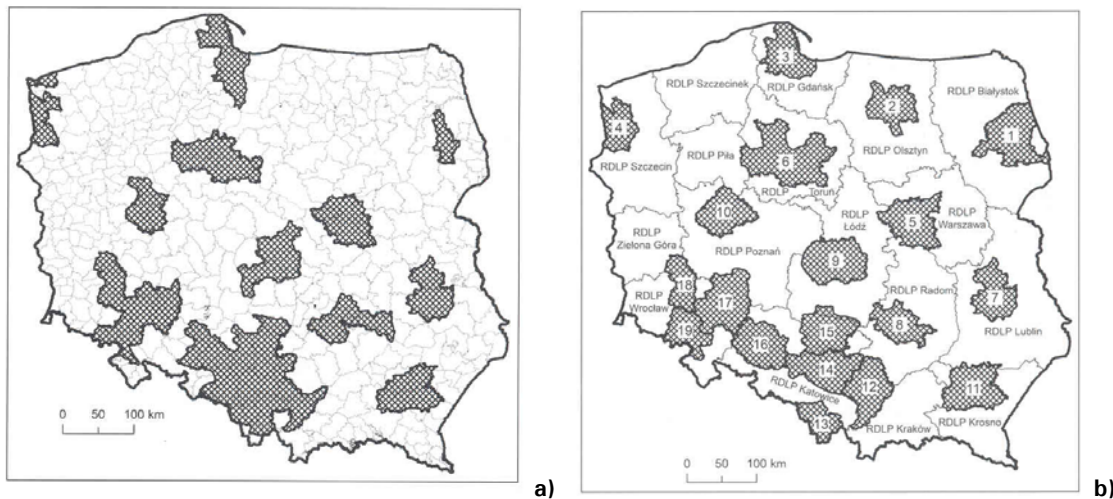 0 50 100 km
a)
3
RDLP Szczecinek
RDLP Gdańsk
2
RDLP Białystok
4
1
RDLP Szczecin
RDLP Piła
6
RDLP Olsztyn
RDLP Toruń
10
5
RDLP
Zielona Góra
RDLP
Łódź
RDLP
Warszawa
RDLP Poznań
9
18
RDLP Radom
7
RDLP
Wrocław
17
8
RDLP Lublin
19
16
15
14
12
RDLP Katowice
11
13
RDLP Kraków
RDLP Krosno
0 50 100 km
b)